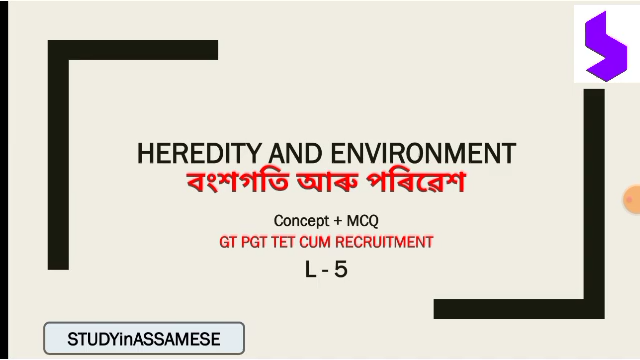 HEREDITY AND ENVIRONMENT
বংশগতি আৰু পৰিৱেশ
Concept + MCQ
GT PGT TET CUM RECRUITMENT
L - 5
STUDYinASSAMESE